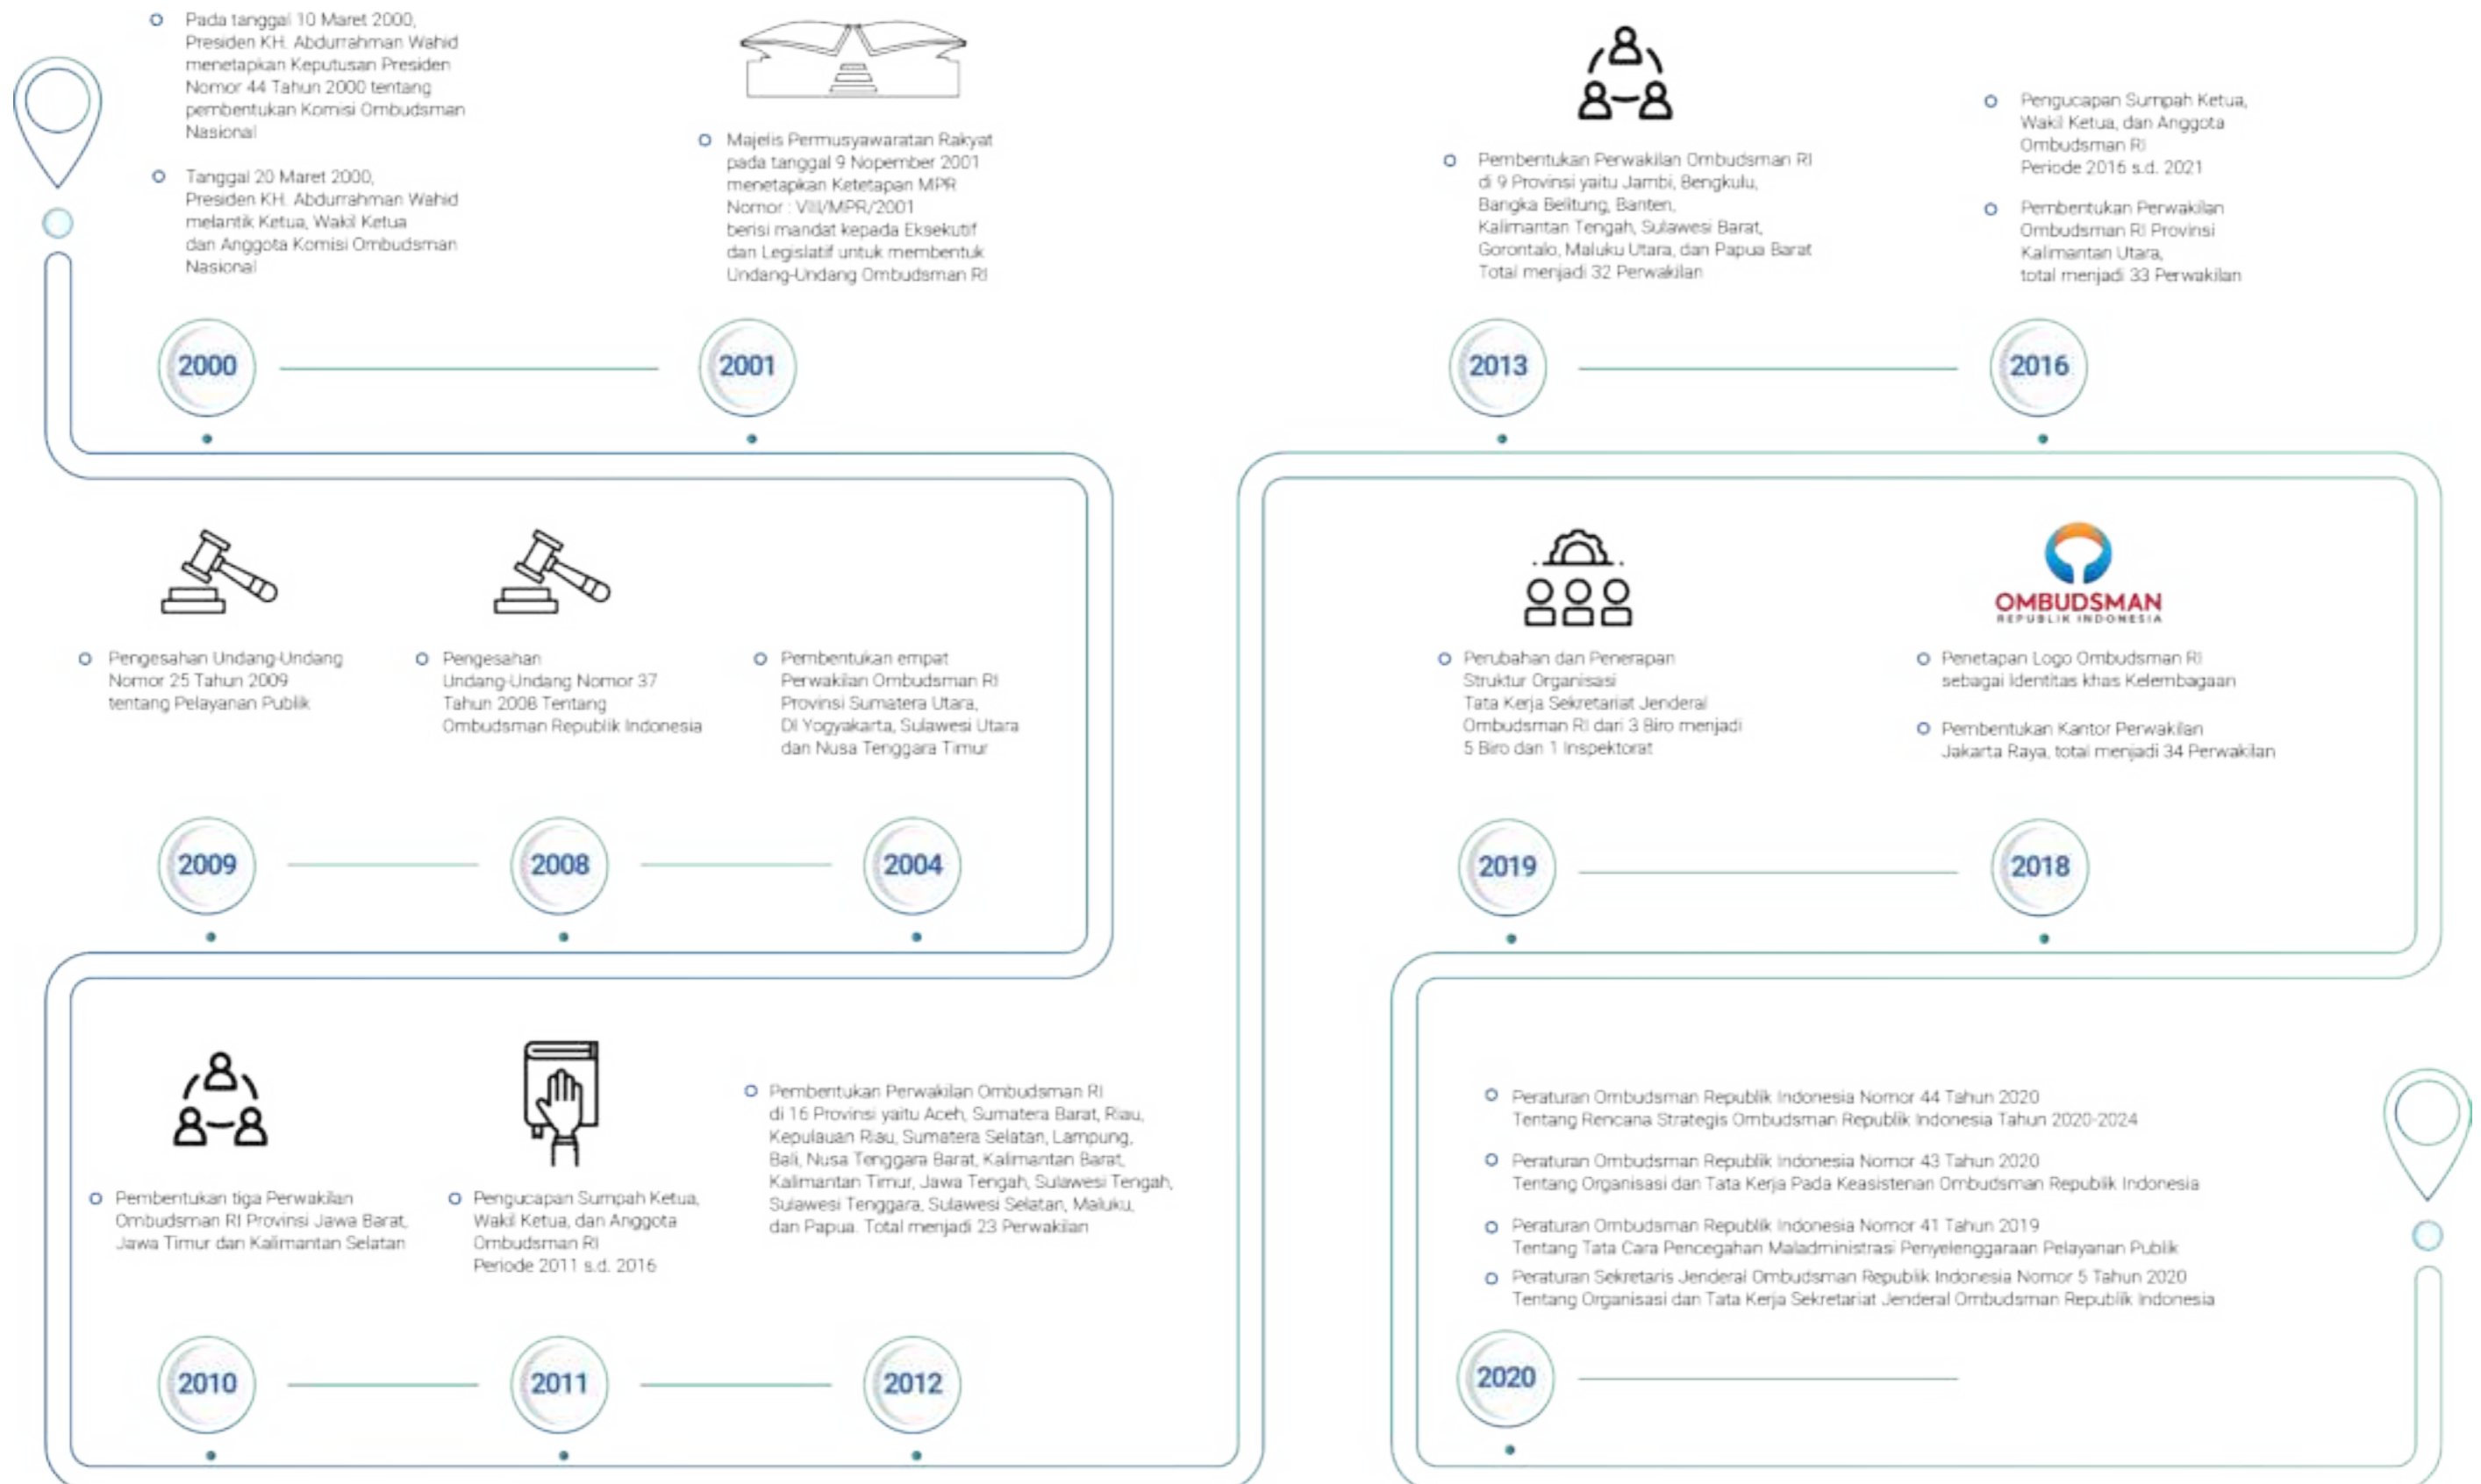 Pada tanggal 10 Maret 2000,
Presiden KH. Abdurrahman Wahid
menetapkan Keputusan Presiden
Nomor 44 Tahun 2000 tentang
pembentukan Komisi Ombudsman
Nasional
Tanggal 20 Maret 2000,
Presiden KH. Abdurrahman Wahid
melantik Ketua, Wakil Ketua
dan Anggota Komisi Ombudsman
Nasional
2000
Majelis Permusyawaratan Rakyat
pada tanggal 9 Nopember 2001
menetapkan Ketetapan MPR
Nomor : VIII/MPR/2001
berisi mandat kepada Eksekutif
dan Legislatif untuk membentuk
Undang-Undang Ombudsman RI
2001
Pembentukan empat
Perwakilan Ombudsman RI
Provinsi Sumatera Utara,
DI Yogyakarta, Sulawesi Utara
dan Nusa Tenggara Timur
2004
Pengesahan
Undang-Undang Nomor 37
Tahun 2008 Tentang
Ombudsman Republik Indonesia
2008
Pengesahan Undang-Undang
Nomor 25 Tahun 2009
tentang Pelayanan Publik
2009
Pembentukan tiga Perwakilan
Ombudsman RI Provinsi Jawa Barat,
Jawa Timur dan Kalimantan Selatan
2010
Pengucapan Sumpah Ketua,
Wakil Ketua, dan Anggota
Ombudsman RI
Periode 2011 s.d. 2016
2011
Pembentukan Perwakilan Ombudsman RI
di 16 Provinsi yaitu Aceh, Sumatera Barat, Riau,
Kepulauan Riau, Sumatera Selatan, Lampung,
Bali, Nusa Tenggara Barat, Kalimantan Barat,
Kalimantan Timur, Jawa Tengah, Sulawesi Tengah,
Sulawesi Tenggara, Sulawesi Selatan, Maluku,
dan Papua. Total menjadi 23 Perwakilan
2012
Pembentukan Perwakilan Ombudsman RI
di 9 Provinsi yaitu Jambi, Bengkulu,
Bangka Belitung, Banten,
Kalimantan Tengah, Sulawesi Barat,
Gorontalo, Maluku Utara, dan Papua Barat
Total menjadi 32 Perwakilan
2013
Pengucapan Sumpah Ketua,
Wakil Ketua, dan Anggota
Ombudsman RI
Periode 2016 s.d. 2021
Pembentukan Perwakilan
Ombudsman RI Provinsi
Kalimantan Utara,
total menjadi 33 Perwakilan
2016
OMBUDSMAN
REPUBLIK INDONESIA
Penetapan Logo Ombudsman RI
sebagai Identitas khas Kelembagaan
Pembentukan Kantor Perwakilan
Jakarta Raya, total menjadi 34 Perwakilan
2018
Perubahan dan Penerapan
Struktur Organisasi
Tata Kerja Sekretariat Jenderal
Ombudsman RI dari 3 Biro menjadi
5 Biro dan 1 Inspektorat
2019
Peraturan Ombudsman Republik Indonesia Nomor 44 Tahun 2020
Tentang Rencana Strategis Ombudsman Republik Indonesia Tahun 2020-2024
Peraturan Ombudsman Republik Indonesia Nomor 43 Tahun 2020
Tentang Organisasi dan Tata Kerja Pada Keasistenan Ombudsman Republik Indonesia
Peraturan Ombudsman Republik Indonesia Nomor 41 Tahun 2019
Tentang Tata Cara Pencegahan Maladministrasi Penyelenggaraan Pelayanan Publik
Peraturan Sekretaris Jenderal Ombudsman Republik Indonesia Nomor 5 Tahun 2020
Tentang Organisasi dan Tata Kerja Sekretariat Jenderal Ombudsman Republik Indonesia
2020